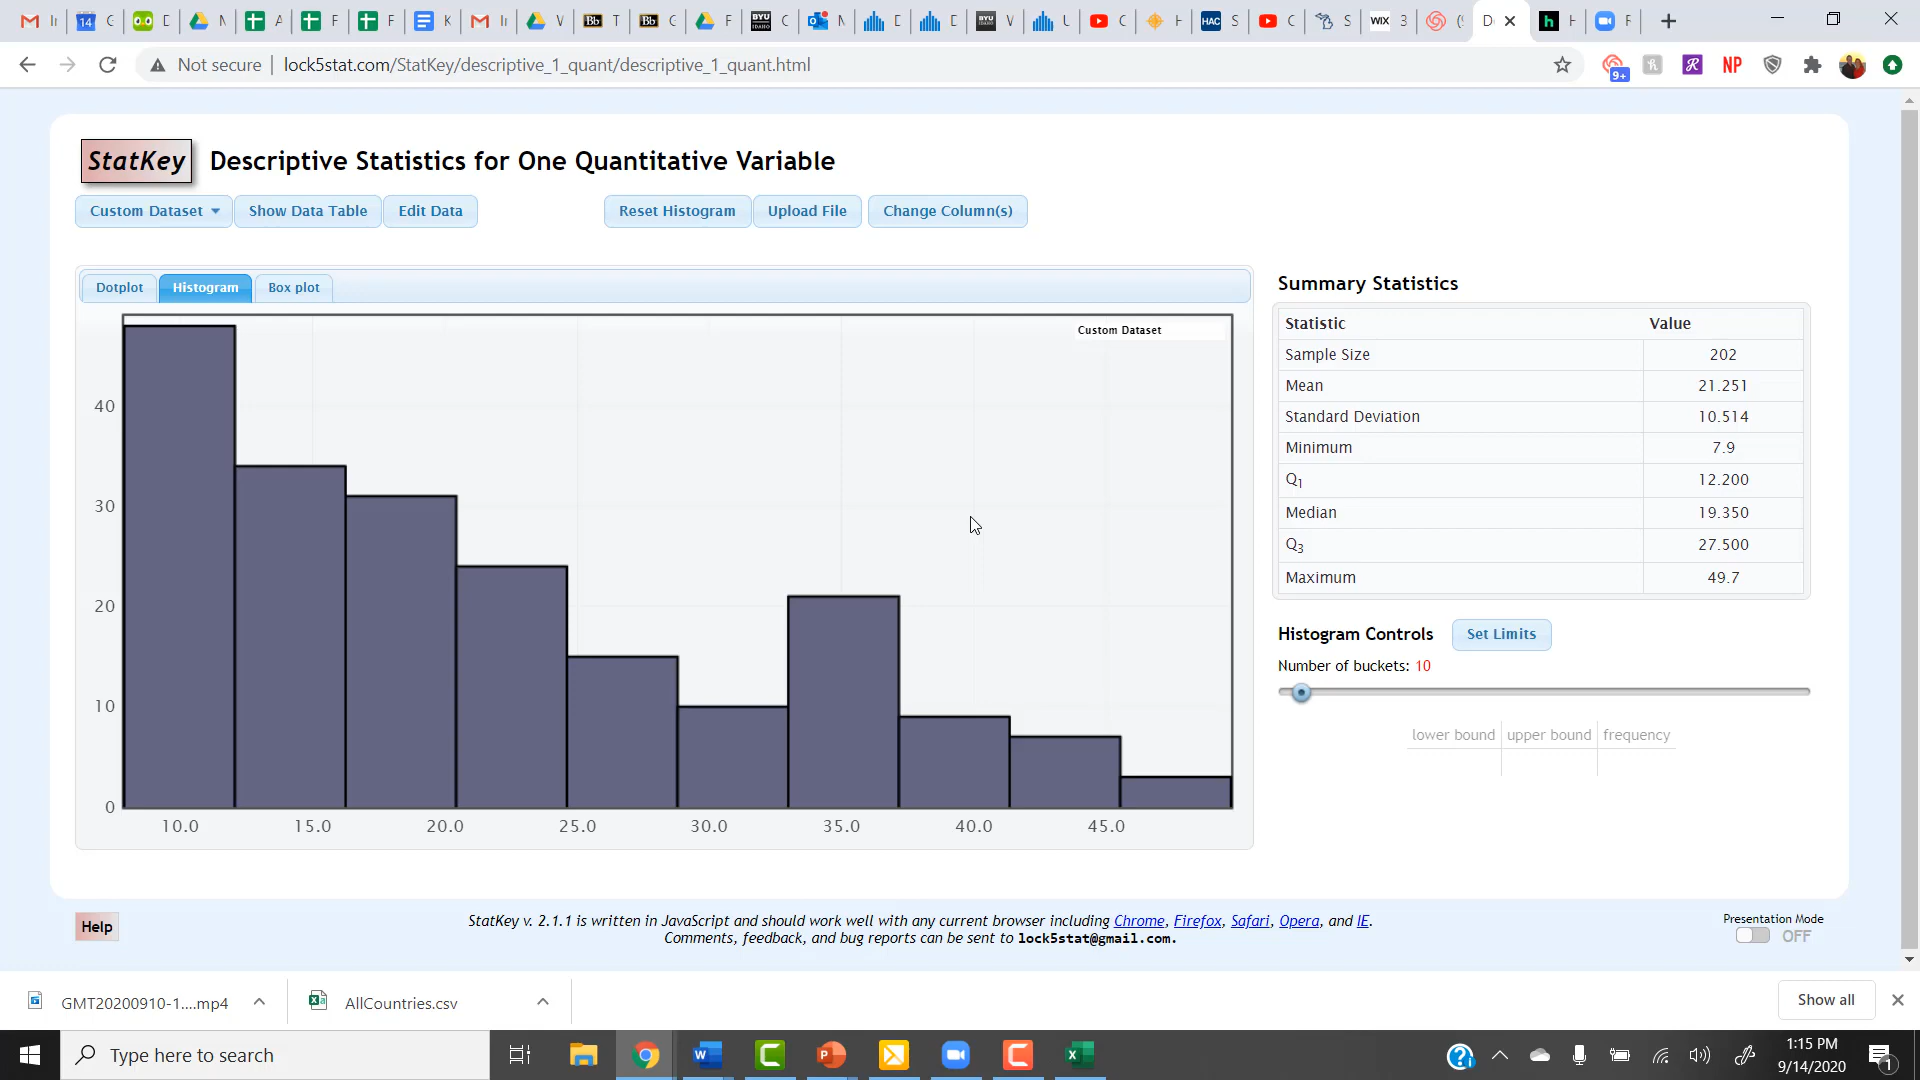 Not secure | lock5stat.com/StatKey/descriptive_1_quant/descriptive_1_quant.html
9+
NP
StatKey Descriptive Statistics for One Quantitative Variable
Custom Dataset Show Data Table Edit Data Reset Histogram Upload File Change Column(s)
Dotplot Histogram Box plot
Custom Dataset
40
30
20
10
0
10.0 15.0 20.0 25.0 30.0 35.0 40.0 45.0
Summary Statistics
Statistic Value
Sample Size 202
Mean 21.251
Standard Deviation 10.514
Minimum 7.9
Q1 12.200
Median 19.350
Q3 27.500
Maximum 49.7
Histogram Controls Set Limits
Number of buckets: 10
lower bound upper bound frequency
Help
StatKey v. 2.1.1 is written in JavaScript and should work well with any current browser including Chrome, Firefox, Safari, Opera, and IE.
Comments, feedback, and bug reports can be sent to lock5stat@gmail.com.
Presentation Mode
OFF
GMT20200910-1....mp4 AllCountries.csv Show all
Type here to search
1:15 PM
9/14/2020
1